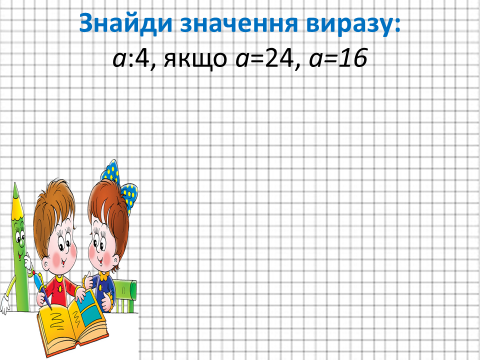 Знайди значення виразу:
а:4, якщо а=24, а=16